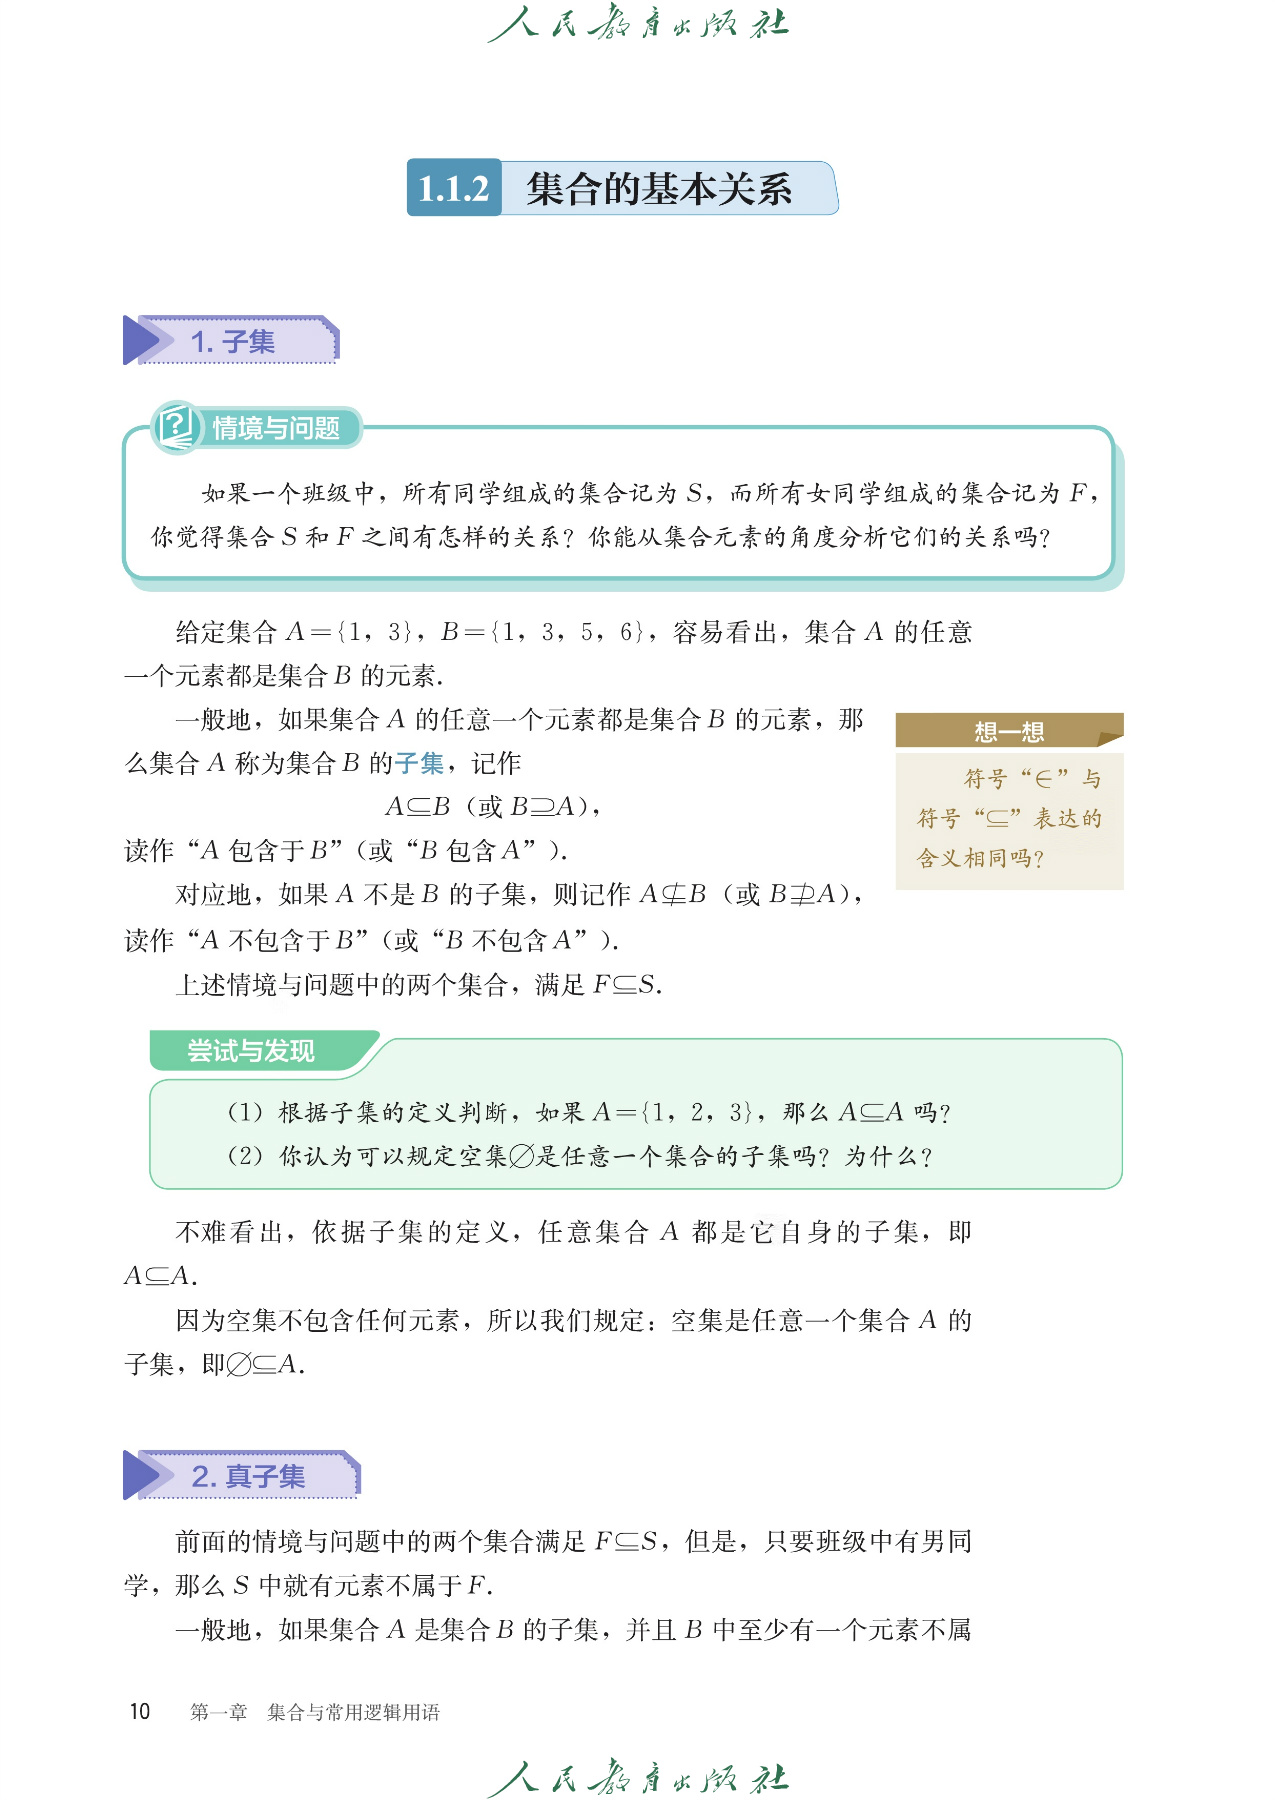 人民教育出版社
1.1.2 集合的基本关系
1. 子集
情境与问题
如果一个班级中，所有同学组成的集合记为 S，而所有女同学组成的集合记为 F，
你觉得集合 S 和 F 之间有怎样的关系？你能从集合元素的角度分析它们的关系吗？
给定集合 A＝{1，3}，B＝{1，3，5，6}，容易看出，集合 A 的任意
一个元素都是集合 B 的元素．
一般地，如果集合 A 的任意一个元素都是集合 B 的元素，那
么集合 A 称为集合 B 的子集，记作
A⊆B（或 B⊇A），
读作“A 包含于 B”（或“B 包含 A”）．
对应地，如果 A 不是 B 的子集，则记作 A⊈B（或 B⊉A），
读作“A 不包含于 B”（或“B 不包含 A”）．
上述情境与问题中的两个集合，满足 F⊆S．
想一想
符号“∈”与
符号“⊆”表达的
含义相同吗？
尝试与发现
（1）根据子集的定义判断，如果 A＝{1，2，3}，那么 A⊆A 吗？
（2）你认为可以规定空集∅是任意一个集合的子集吗？为什么？
不难看出，依据子集的定义，任意集合 A 都是它自身的子集，即
A⊆A．
因为空集不包含任何元素，所以我们规定：空集是任意一个集合 A 的
子集，即∅⊆A．
2. 真子集
前面的情境与问题中的两个集合满足 F⊆S，但是，只要班级中有男同
学，那么 S 中就有元素不属于 F．
一般地，如果集合 A 是集合 B 的子集，并且 B 中至少有一个元素不属
10 第一章 集合与常用逻辑用语
人民教育出版社